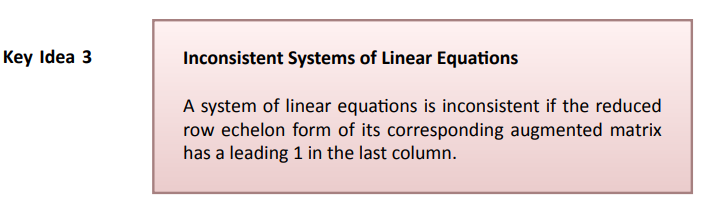 Key Idea 3
Inconsistent Systems of Linear Equations
A system of linear equations is inconsistent if the reduced
row echelon form of its corresponding augmented matrix
has a leading 1 in the last column.